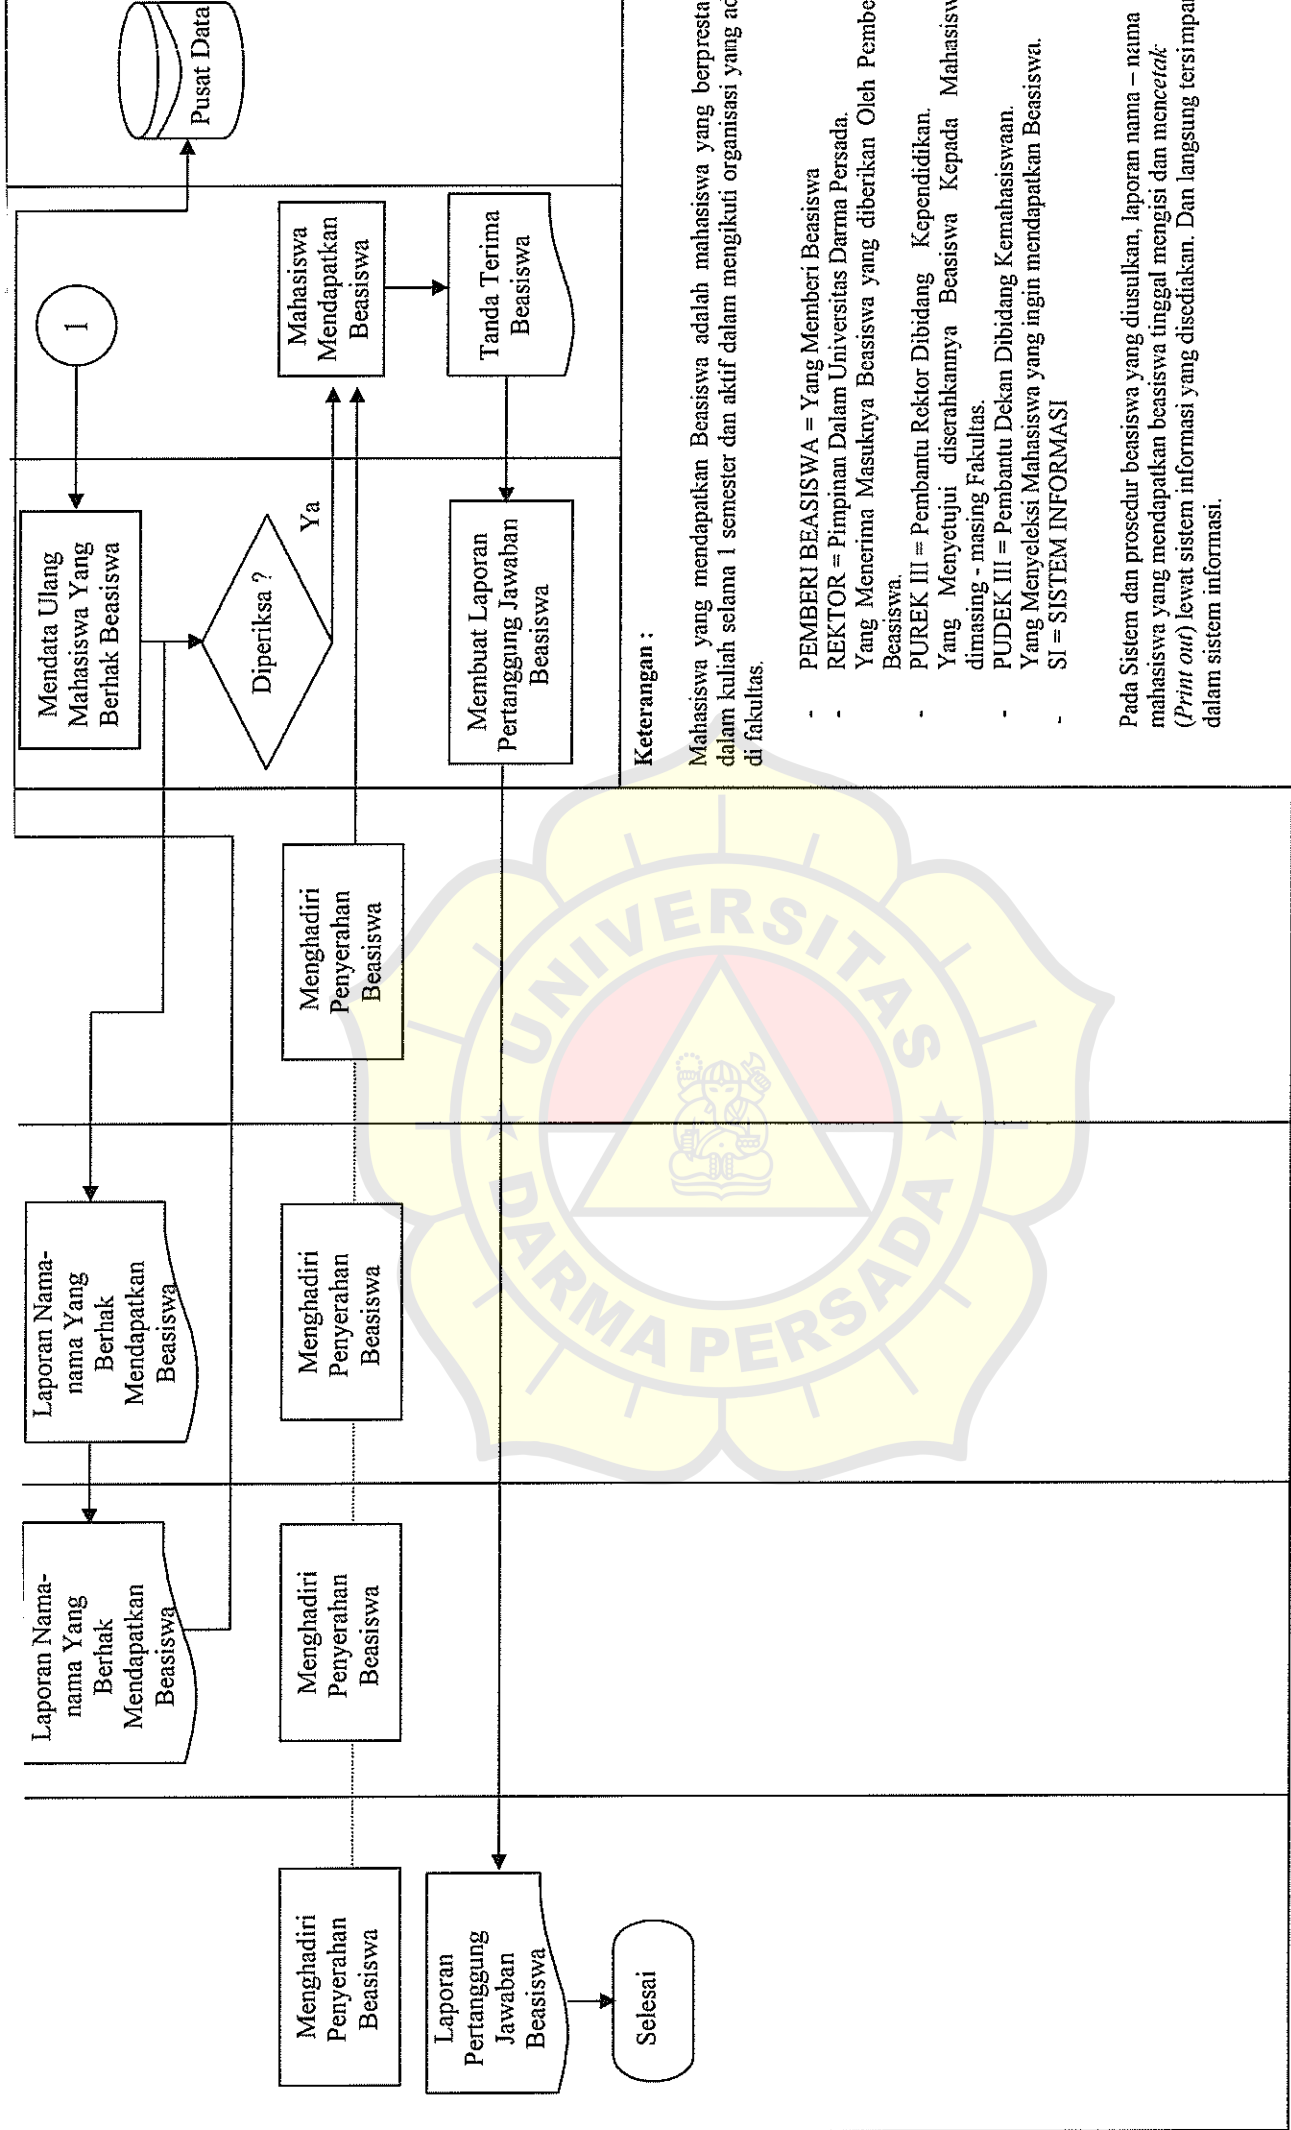 Laporan Nama-
nama Yang
Berhak
Mendapatkan
Beasiswa
Laporan Nama-
nama Yang
Berhak
Mendapatkan
Beasiswa
Mendata Ulang
Mahasiswa Yang
Berhak Beasiswa
1
Pusat Data
Diperiksa ?
Ya
Menghadiri
Penyerahan
Beasiswa
Menghadiri
Penyerahan
Beasiswa
Menghadiri
Penyerahan
Beasiswa
Menghadiri
Penyerahan
Beasiswa
Mahasiswa
Mendapatkan
Beasiswa
Laporan
Pertanggung
Jawaban
Beasiswa
Membuat Laporan
Pertanggung Jawaban
Beasiswa
Tanda Terima
Beasiswa
Selesai
Keterangan :
Mahasiswa yang mendapatkan Beasiswa adalah mahasiswa yang berpresta
dalam kuliah selama 1 semester dan aktif dalam mengikuti organisasi yang ad
di fakultas.
- PEMBERI BEASISWA = Yang Memberi Beasiswa
- REKTOR = Pimpinan Dalam Universitas Darma Persada.
Yang Menerima Masuknya Beasiswa yang diberikan Oleh Pembe
Beasiswa.
- PUREK III = Pembantu Rektor Dibidang Kependidikan.
Yang Menyetujui diserahkannya Beasiswa Kepada Mahasisw
dimasing - masing Fakultas.
- PUDEK III = Pembantu Dekan Dibidang Kemahasiswaan.
Yang Menyeleksi Mahasiswa yang ingin mendapatkan Beasiswa.
- SI = SISTEM INFORMASI
Pada Sistem dan prosedur beasiswa yang diusulkan, laporan nama – nama
mahasiswa yang mendapatkan beasiswa tinggal mengisi dan mencetak
(Print out) lewat sistem informasi yang disediakan. Dan langsung tersimpan
dalam sistem informasi.
UNIVERSITAS
DARMA PERSADA